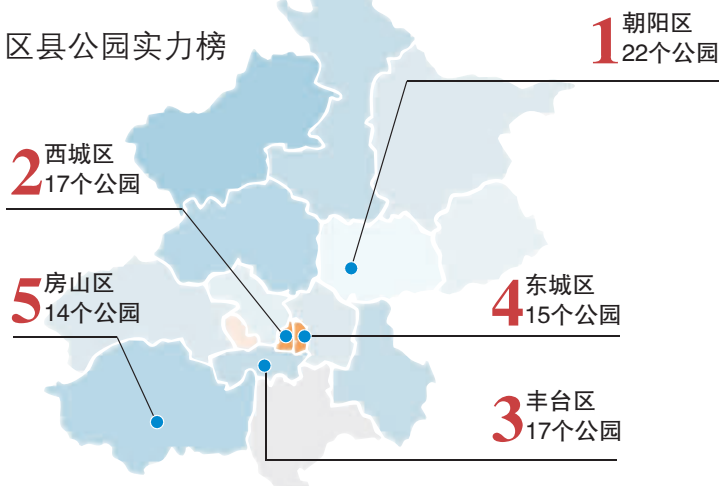 区县公园实力榜
1
朝阳区
22个公园
2
西城区
17个公园
5
房山区
14个公园
4
东城区
15个公园
3
丰台区
17个公园